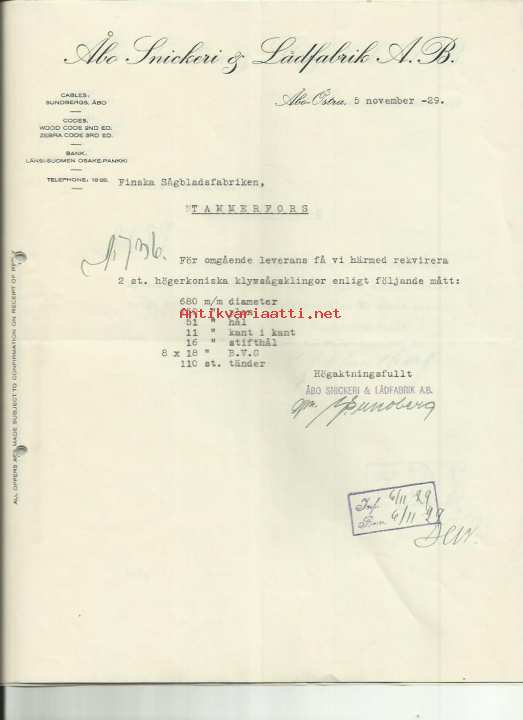 Åbo Snickeri & Lådfabrik A.B.
Åbo-Östra, 5 november -29.
CABLES:
SUNDBERGS, ÅBO
CODES:
WOOD CODE 2ND ED.
ZEBRA CODE 3RD ED.
BANK:
LÄNSI-SUOMEN OSAKE-PANKKI
TELEPHONE:
Finska Sågbladsfabriken,
TAMMERFORS
För omgående leverans få vi härmed rekvirera
2 st. högerkoniska klyvsågsklingor enligt följande mått:
680 m/m diameter
Antikvariaatti.net
51 " hål
11 " kant i kant
16 " stifthål
8 x 18 " B.V.G
110 st. tänder
Högaktningsfullt
ÅBO SNICKERI & LÅDFABRIK A.B.
Sundberg
6/11 29
6/11 29
ALL OFFERS ARE MADE SUBJECT TO CONFIRMATION ON RECEIPT OF REPLY